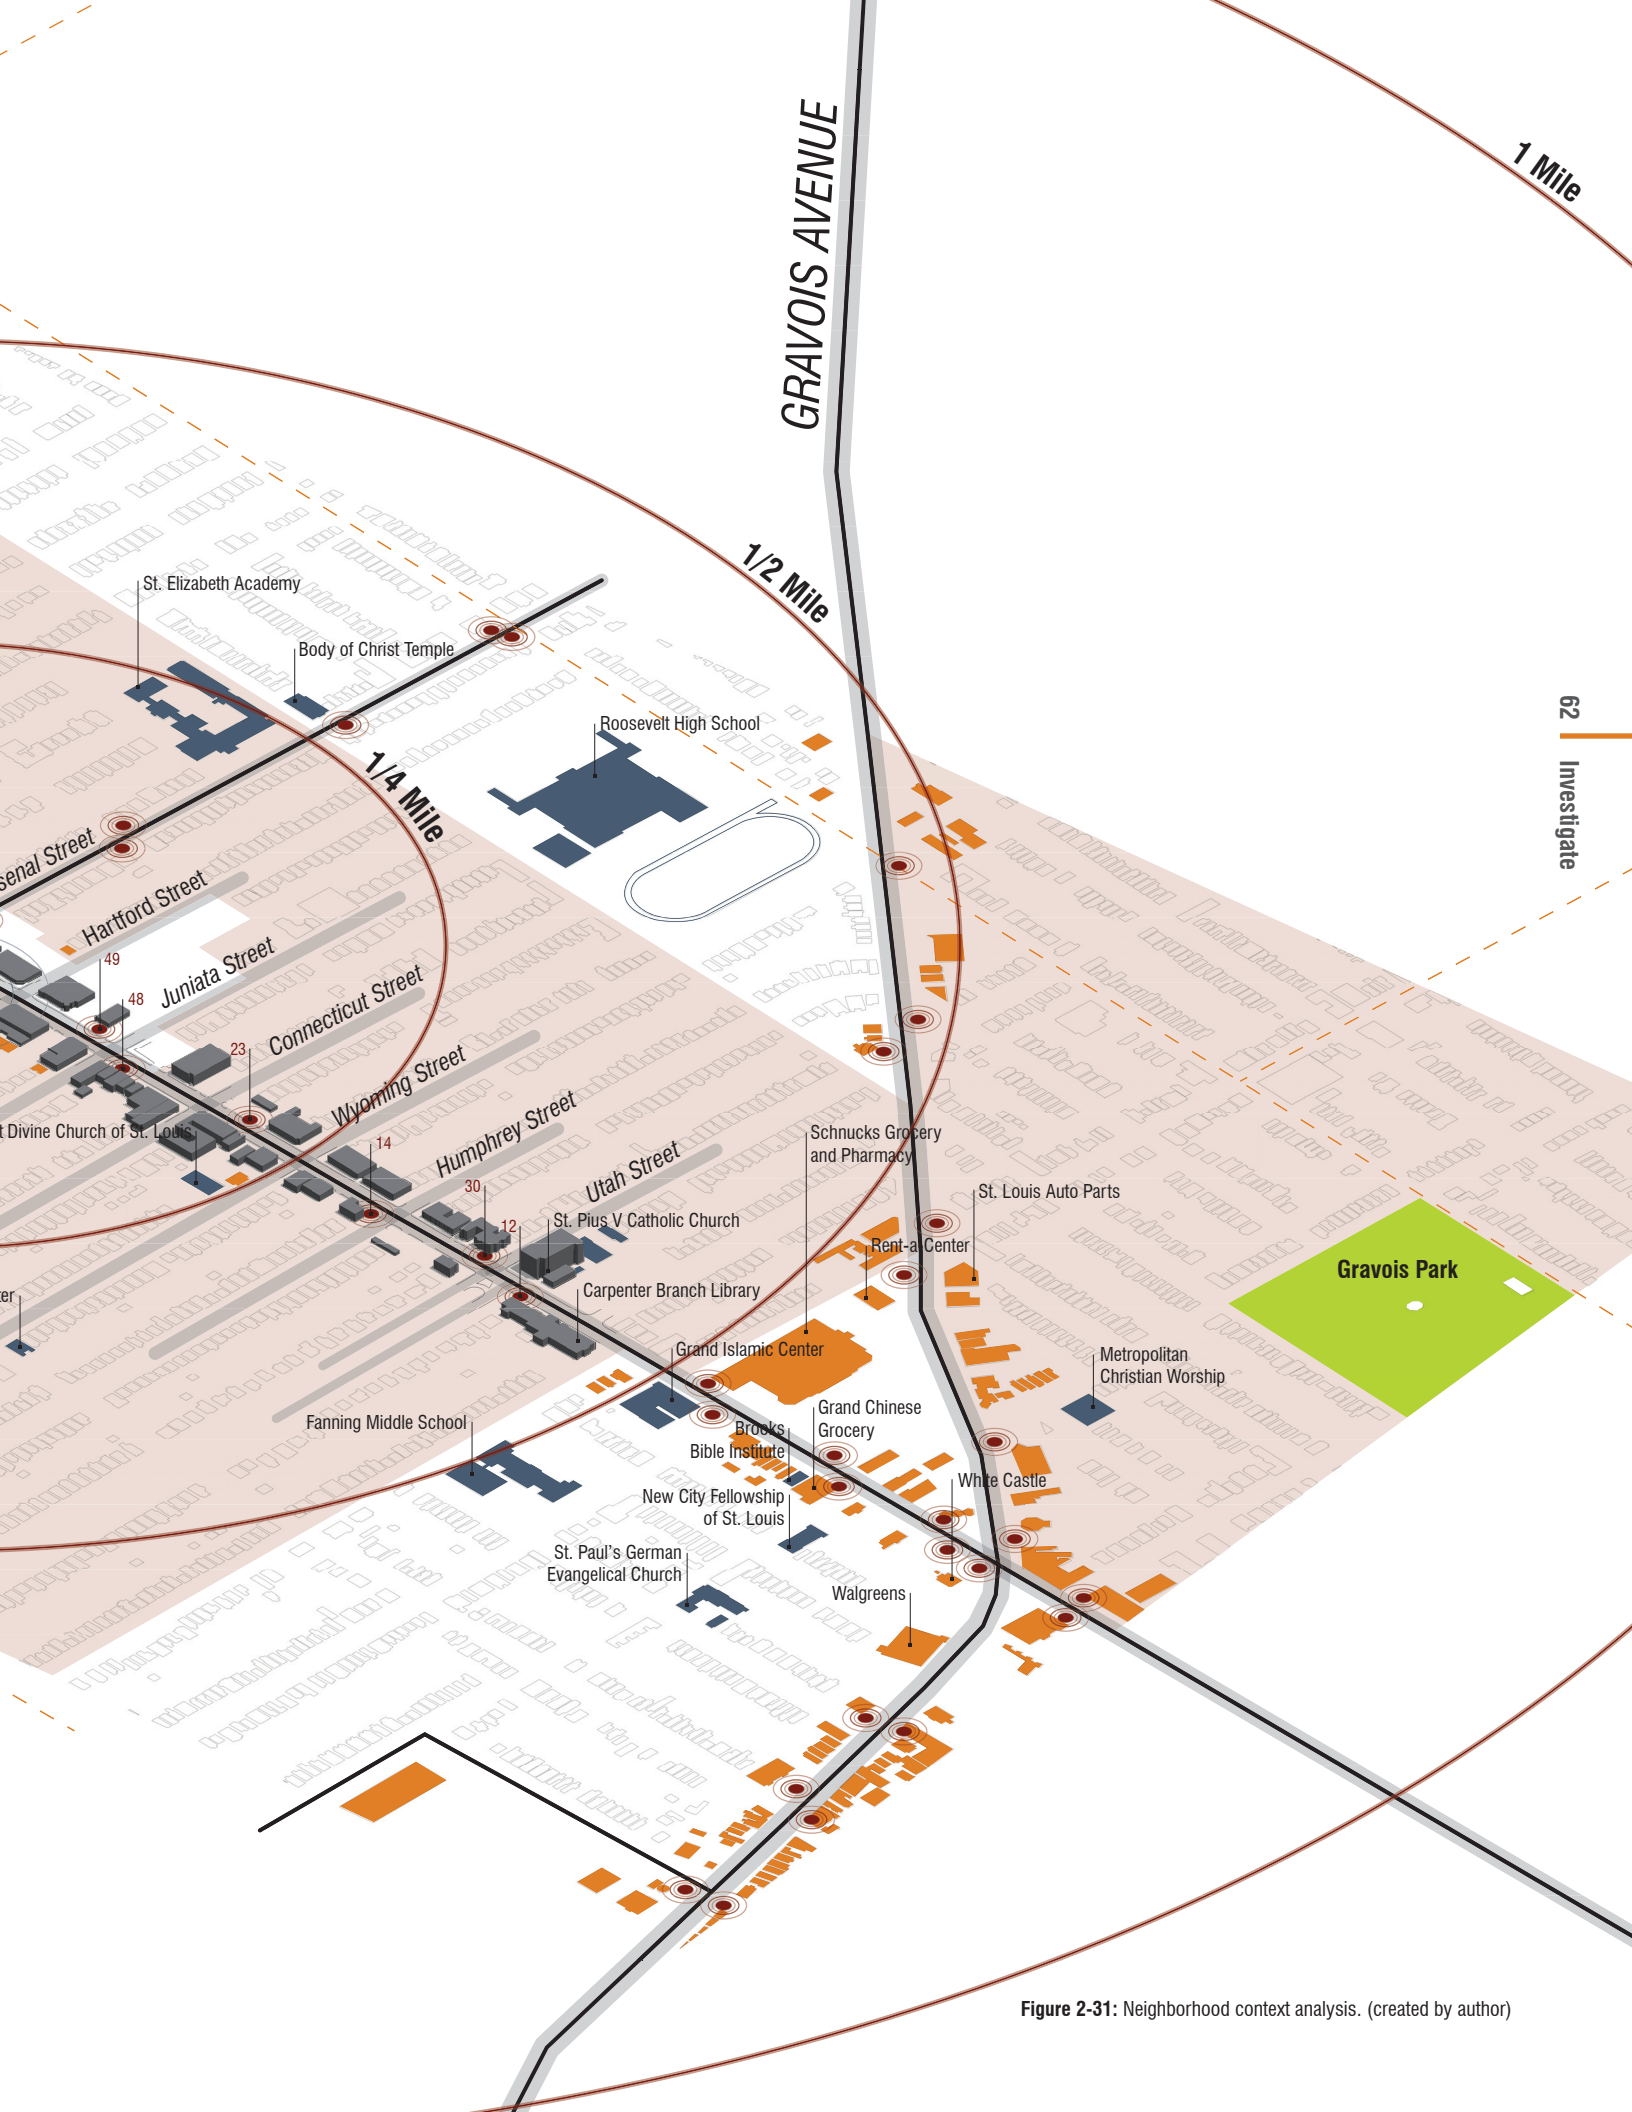 GRAVOIS AVENUE
1 Mile
1/2 Mile
St. Elizabeth Academy
Body of Christ Temple
Roosevelt High School
62
Investigate
1/4 Mile
senal Street
Hartford Street
49
Juniata Street
48
Connecticut Street
23
Wyoming Street
t Divine Church of St. Louis
14
Humphrey Street
Schnucks Grocery
and Pharmacy
30
Utah Street
St. Louis Auto Parts
12
St. Pius V Catholic Church
Rent-a-Center
Gravois Park
Carpenter Branch Library
er
Grand Islamic Center
Metropolitan
Christian Worship
Fanning Middle School
Grand Chinese
Grocery
Brooks
Bible Institute
White Castle
New City Fellowship
of St. Louis
St. Paul's German
Evangelical Church
Walgreens
Figure 2-31: Neighborhood context analysis. (created by author)